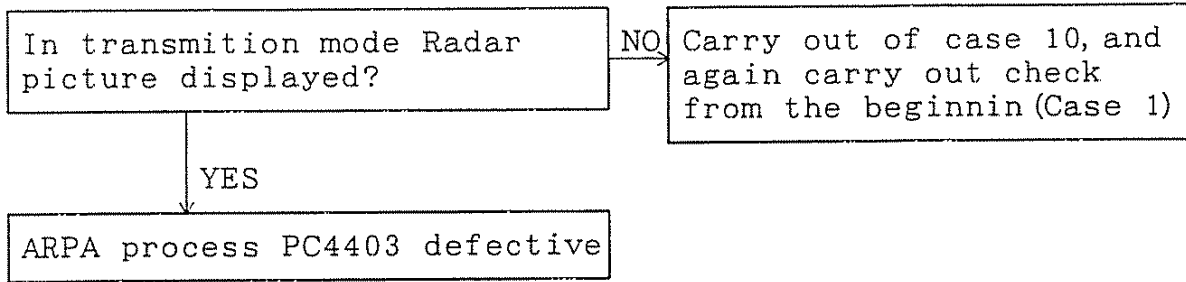 In transmition mode Radar
picture displayed?
NO
Carry out of case 10, and
again carry out check
from the beginnin (Case 1)
YES
ARPA process PC4403 defective